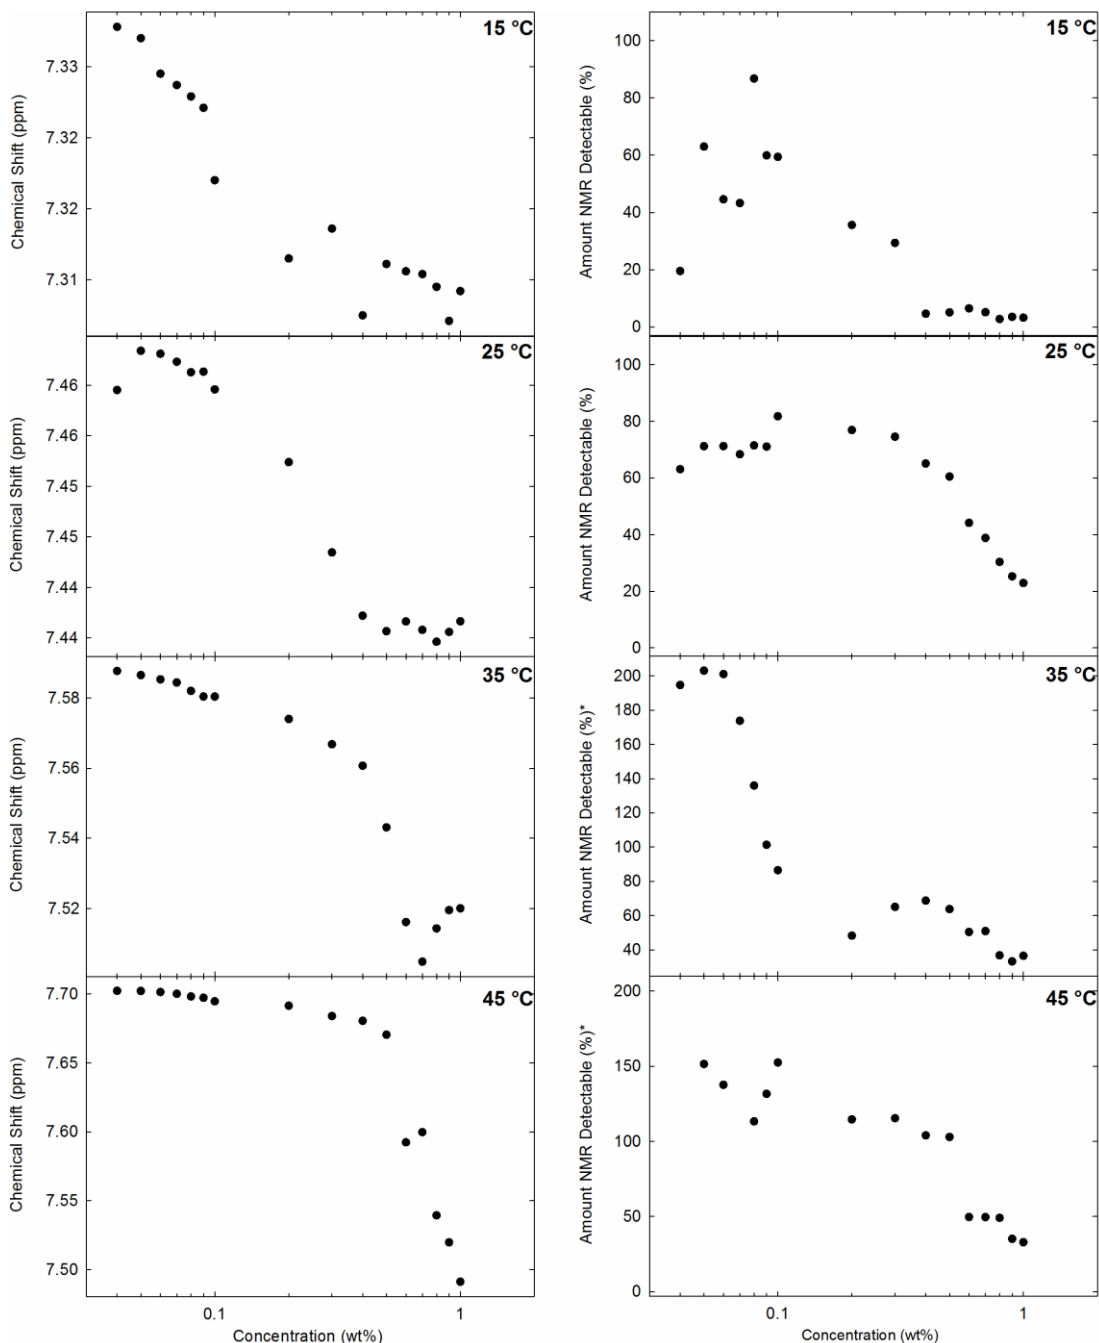 15 °C
Chemical Shift (ppm)
7.33
7.32
7.32
7.31
15 °C
Amount NMR Detectable (%)
100
80
60
40
20
0
25 °C
Chemical Shift (ppm)
7.46
7.46
7.45
7.45
7.44
7.44
25 °C
Amount NMR Detectable (%)
100
80
60
40
20
0
35 °C
Chemical Shift (ppm)
7.58
7.56
7.54
7.52
35 °C
Amount NMR Detectable (%)*
200
180
160
140
120
100
80
60
40
45 °C
Chemical Shift (ppm)
7.70
7.65
7.60
7.55
7.50
0.1
1
Concentration (wt%)
45 °C
Amount NMR Detectable (%)*
200
150
100
50
0
0.1
1
Concentration (wt%)